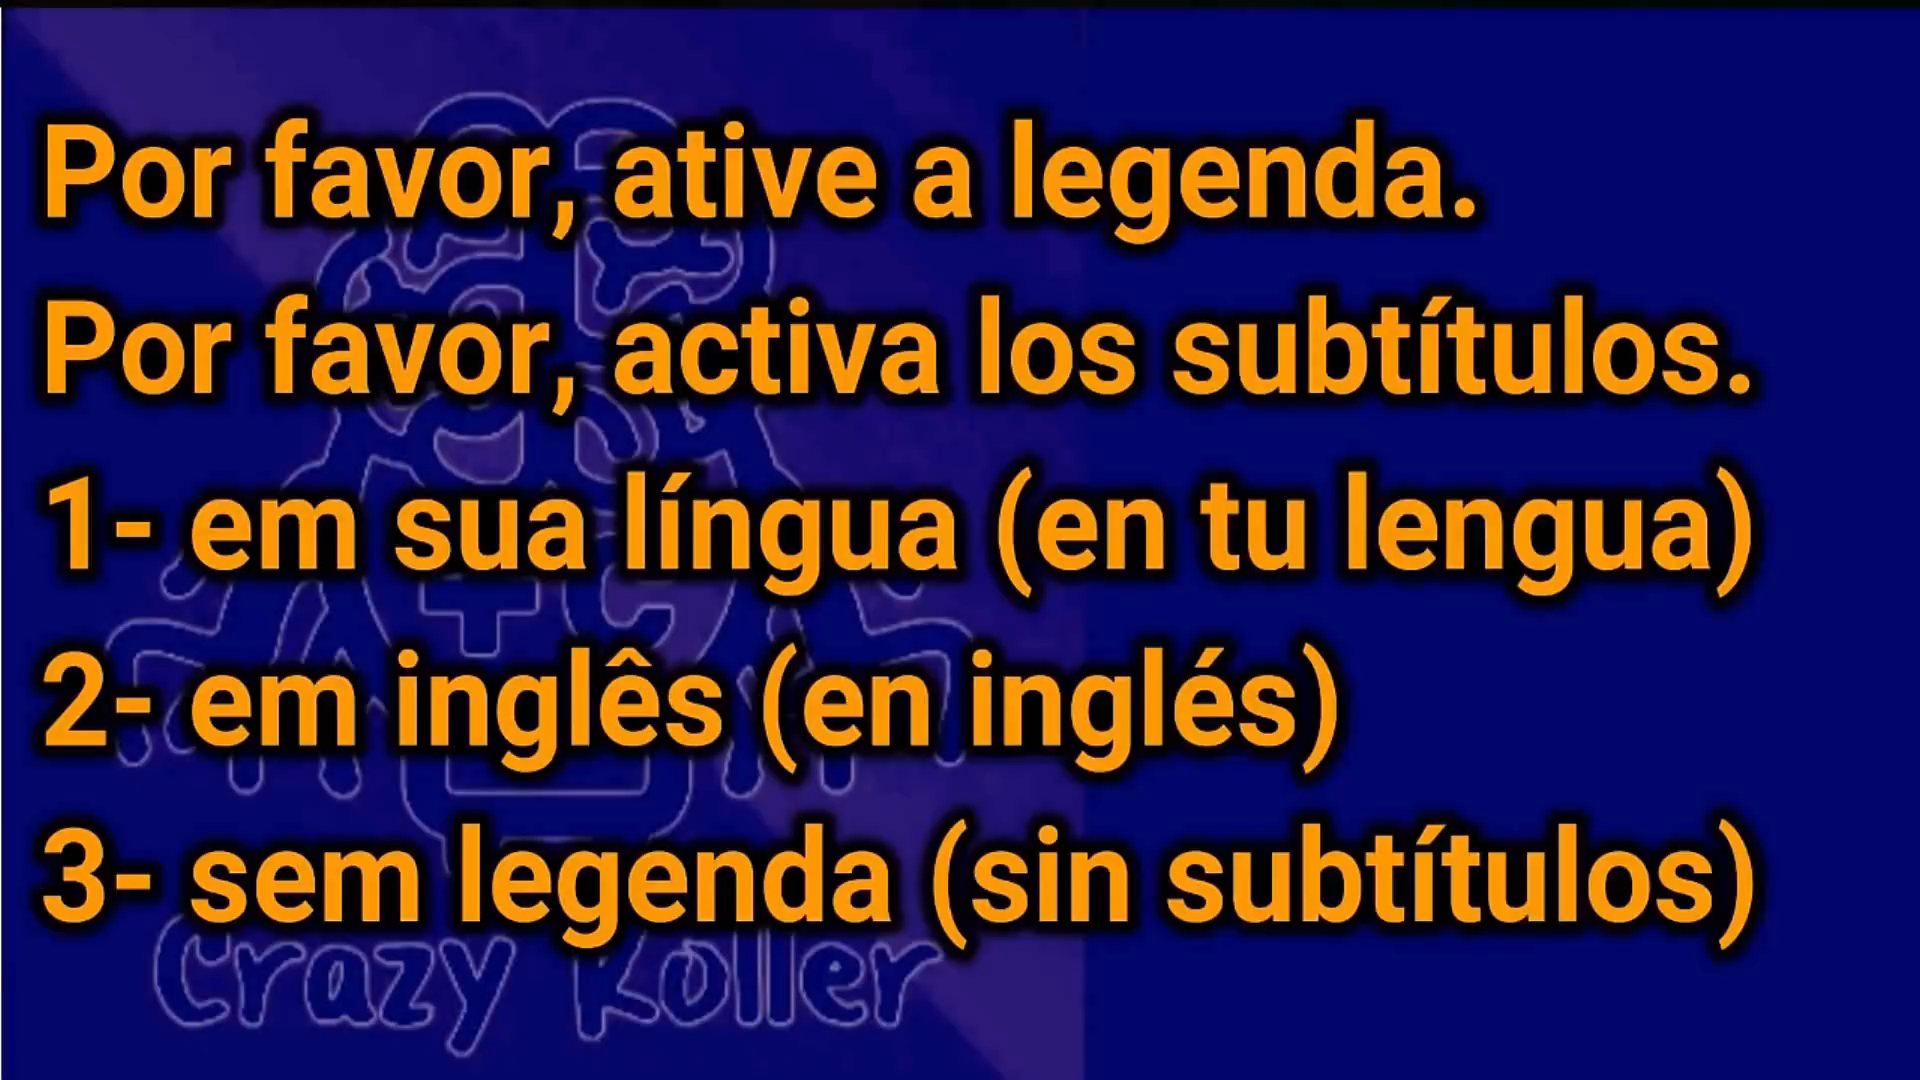 Por favor, ative a legenda.
Por favor, activa los subtítulos.
1- em sua língua (en tu lengua)
2- em inglês (en inglés)
3- sem legenda (sin subtítulos)
Crazy Koller